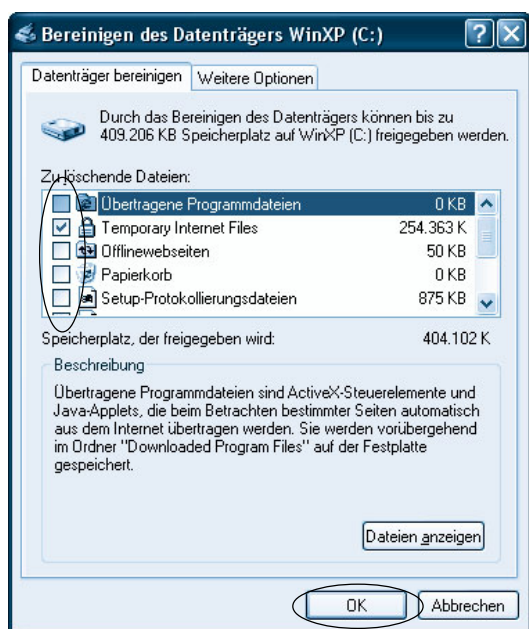 Bereinigen des Datenträgers WinXP (C:)
Datenträger bereinigen Weitere Optionen
Durch das Bereinigen des Datenträgers können bis zu
409.206 KB Speicherplatz auf WinXP (C:) freigegeben werden.
Zu löschende Dateien:
Übertragene Programmdateien 0 KB
Temporary Internet Files 254.363 K
Offlinewebseiten 50 KB
Papierkorb 0 KB
Setup-Protokollierungsdateien 875 KB
Speicherplatz, der freigegeben wird: 404.102 K
Beschreibung
Übertragene Programmdateien sind ActiveX-Steuerelemente und
Java-Applets, die beim Betrachten bestimmter Seiten automatisch
aus dem Internet übertragen werden. Sie werden vorübergehend
im Ordner "Downloaded Program Files" auf der Festplatte
gespeichert.
Dateien anzeigen
OK Abbrechen